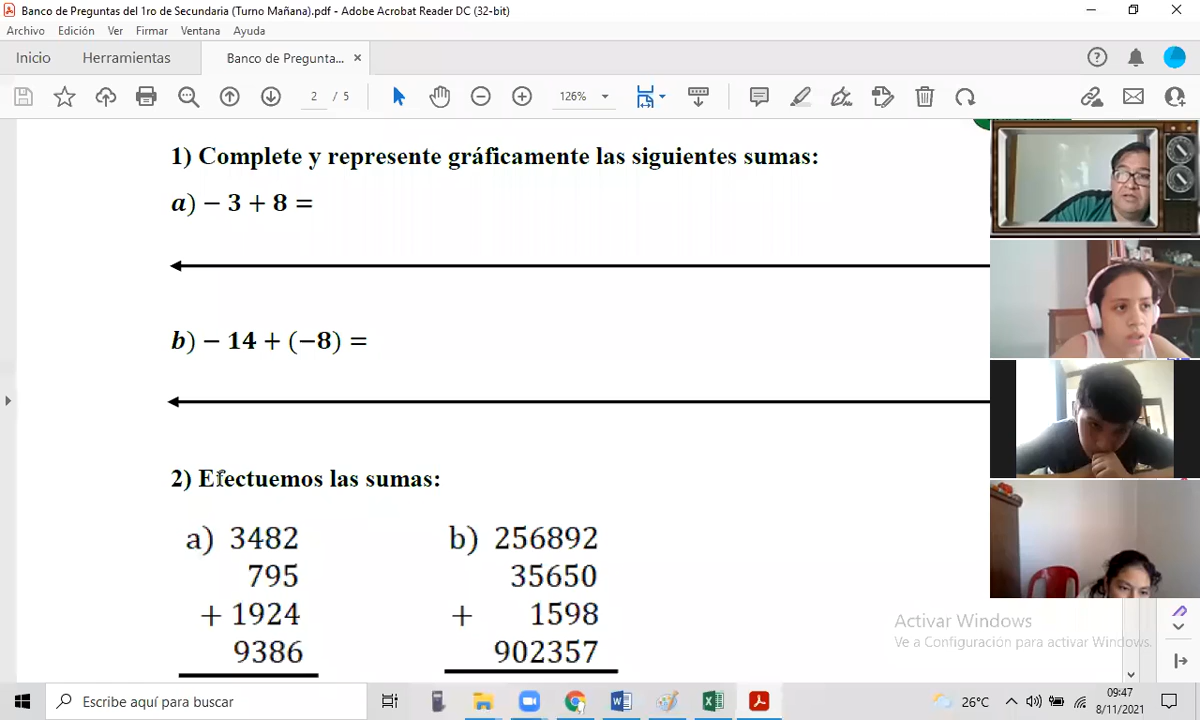 Banco de Preguntas del 1ro de Secundaria (Turno Mañana).pdf - Adobe Acrobat Reader DC (32-bit)
Archivo Edición Ver Firmar Ventana Ayuda
Inicio Herramientas Banco de Pregunta... ×
2 / 5 126%
1) Complete y represente gráficamente las siguientes sumas:
a) − 3 + 8 =
b) − 14 + (−8) =
2) Efectuemos las sumas:
a) 3482 b) 256892
795 35650
+ 1924 + 1598
9386 902357
Activar Windows
Ve a Configuración para activar Windows.
Escribe aquí para buscar 26°C 09:47
8/11/2021